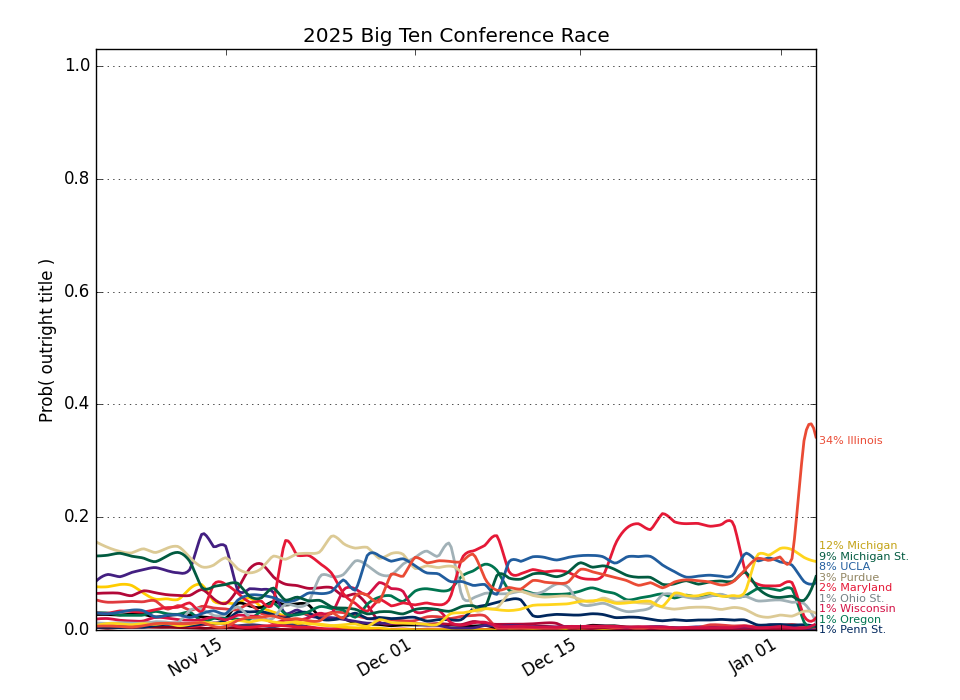 2025 Big Ten Conference Race
1.0
0.8
0.6
0.4
0.2
0.0
Prob( outright title )
34% Illinois
12% Michigan
9% Michigan St.
8% UCLA
3% Purdue
2% Maryland
1% Ohio St.
1% Wisconsin
1% Oregon
1% Penn St.
Nov 15
Dec 01
Dec 15
Jan 01